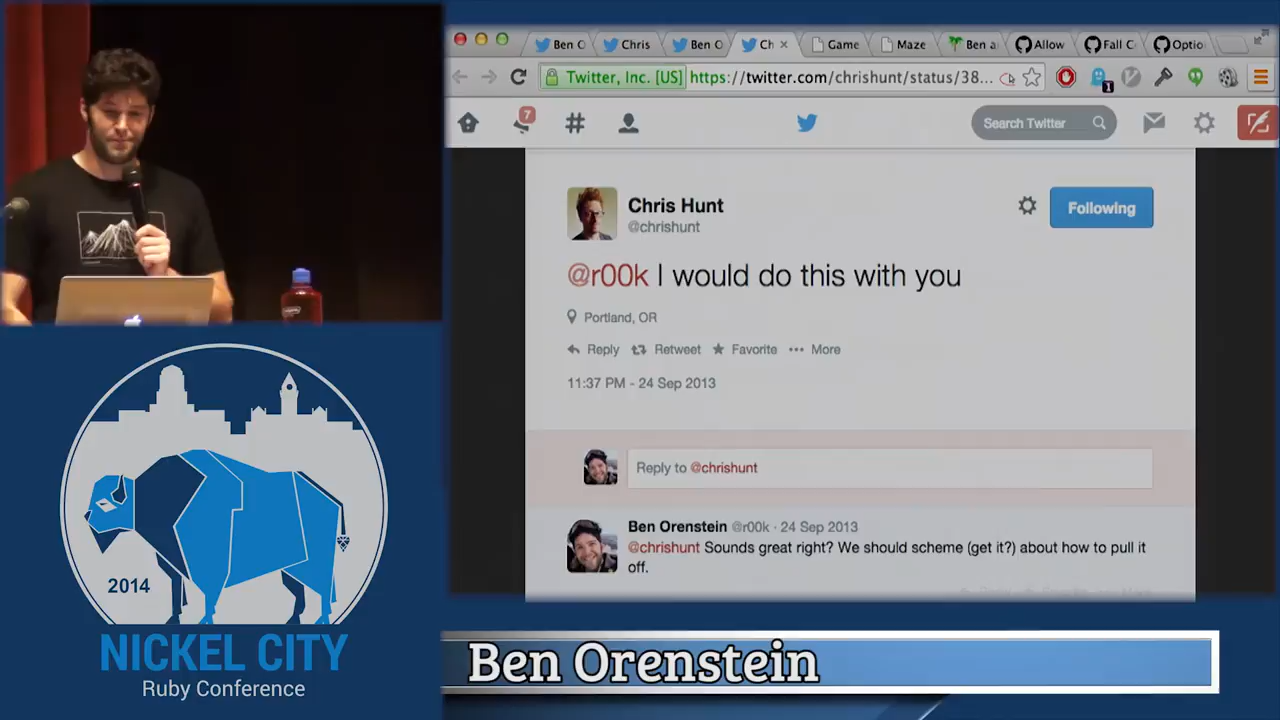 Ben O
Chris
Ben O
Ch
Game
Maze
Ben a
Allow
Fall C
Optio
Twitter, Inc. [US] https://twitter.com/chrishunt/status/38...
7
Search Twitter
Chris Hunt
@chrishunt
Following
@r00k I would do this with you
Portland, OR
Reply Retweet Favorite More
11:37 PM - 24 Sep 2013
Reply to @chrishunt
Ben Orenstein @r00k · 24 Sep 2013
@chrishunt Sounds great right? We should scheme (get it?) about how to pull it
off.
2014
NICKEL CITY
Ruby Conference
Ben Orenstein